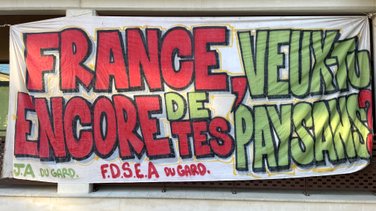 FRANCE, VEUX-TU
ENCORE DE TES PAYSANS?
J.A DU GARD. F.D.S.E.A DU GARD.